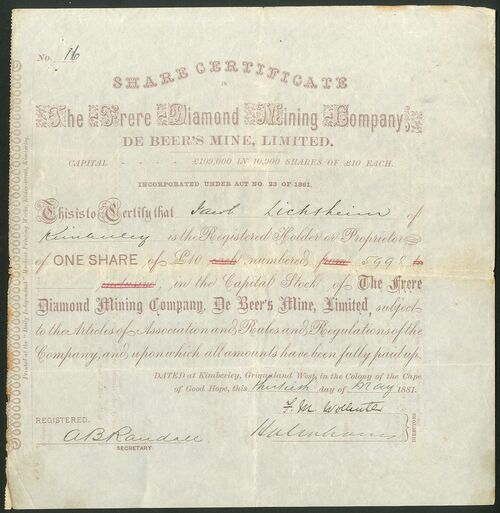 No. 16
SHARE CERTIFICATE
IN
The Frere Diamond Mining Company,
DE BEER'S MINE, LIMITED.
CAPITAL - - - - £109,000 IN 10,900 SHARES OF £10 EACH.
INCORPORATED UNDER ACT NO. 23 OF 1861.
This is to Certify that Jacob Lichtheim of
Kimberley is the Registered Holder or Proprietor
of ONE SHARE of £10 each numbered from 5998 to
inclusive, in the Capital Stock of The Frere
Diamond Mining Company, De Beer's Mine, Limited, subject
to the Articles of Association and Rules and Regulations of the
Company, and upon which all amounts have been fully paid up.
DATED at Kimberley, Griqualand West, in the Colony of the Cape
of Good Hope, this thirtieth day of May 1881.
REGISTERED.
A B Randall
SECRETARY
DIRECTORS